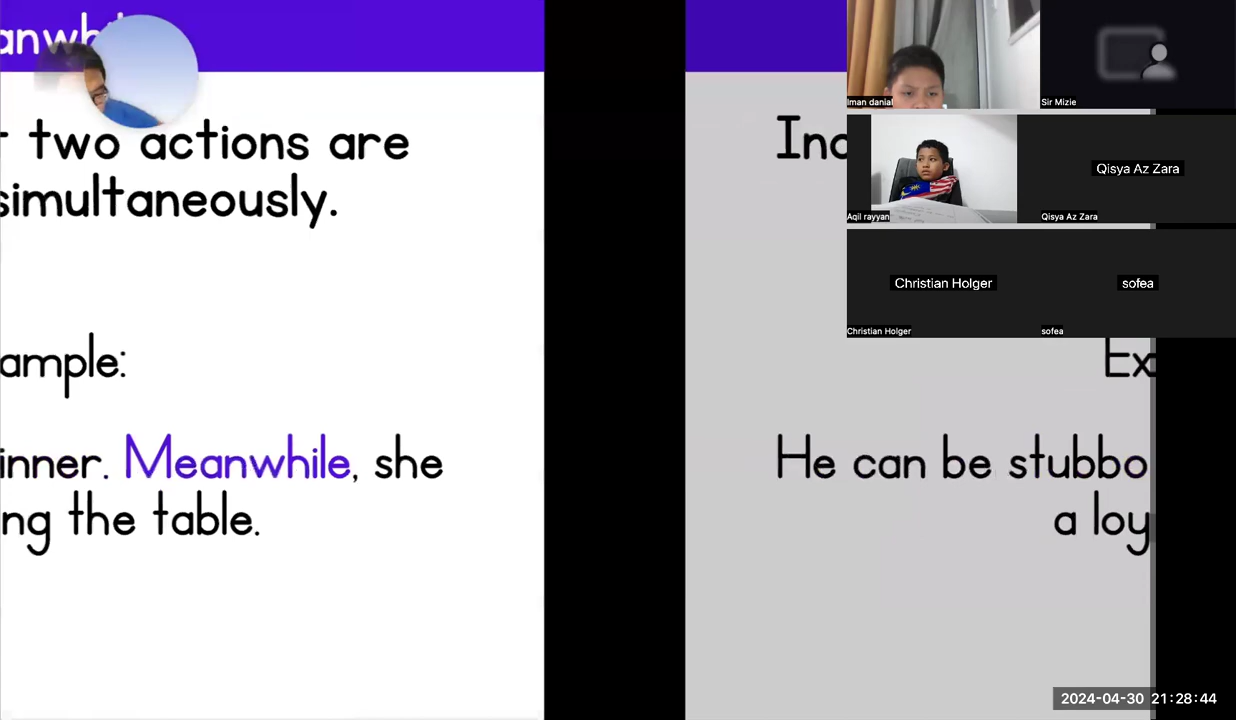 t two actions are
simultaneously.
ample:
inner. Meanwhile, she
ng the table.
He can be stubbo
a loy
Ex
Iman danial
Sir Mizie
Aqil rayyan
Qisya Az Zara
Qisya Az Zara
Christian Holger
Christian Holger
sofea
sofea
2024-04-30 21:28:44